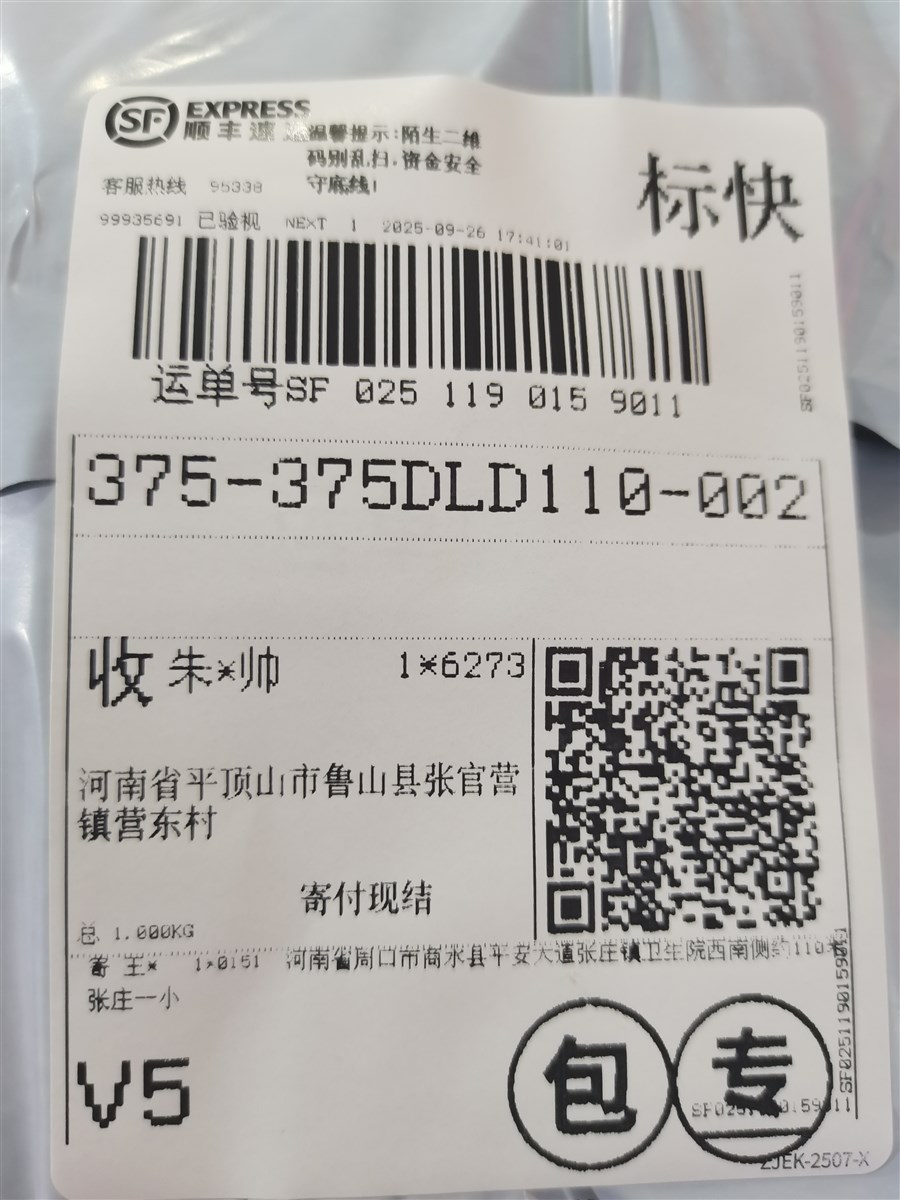 SF EXPRESS
顺丰速运
温馨提示:陌生二维
码别乱扫,资金安全
守底线!
客服热线 95338
标快
99935691 已验视 NEXT 1 2025-09-26 17:41:01
SF0251190159011
运单号SF 025 119 015 9011
375-375DLD110-002
收 朱*帅 1*6273
河南省平顶山市鲁山县张官营
镇营东村
寄付现结
总 1.000KG
寄 王* 1*0151 河南省周口市商水县平安大道张庄镇卫生院西南侧约110米
张庄一小
SF0251190159011
V5
包 专
SF0251190159011
ZJEK-2507-X